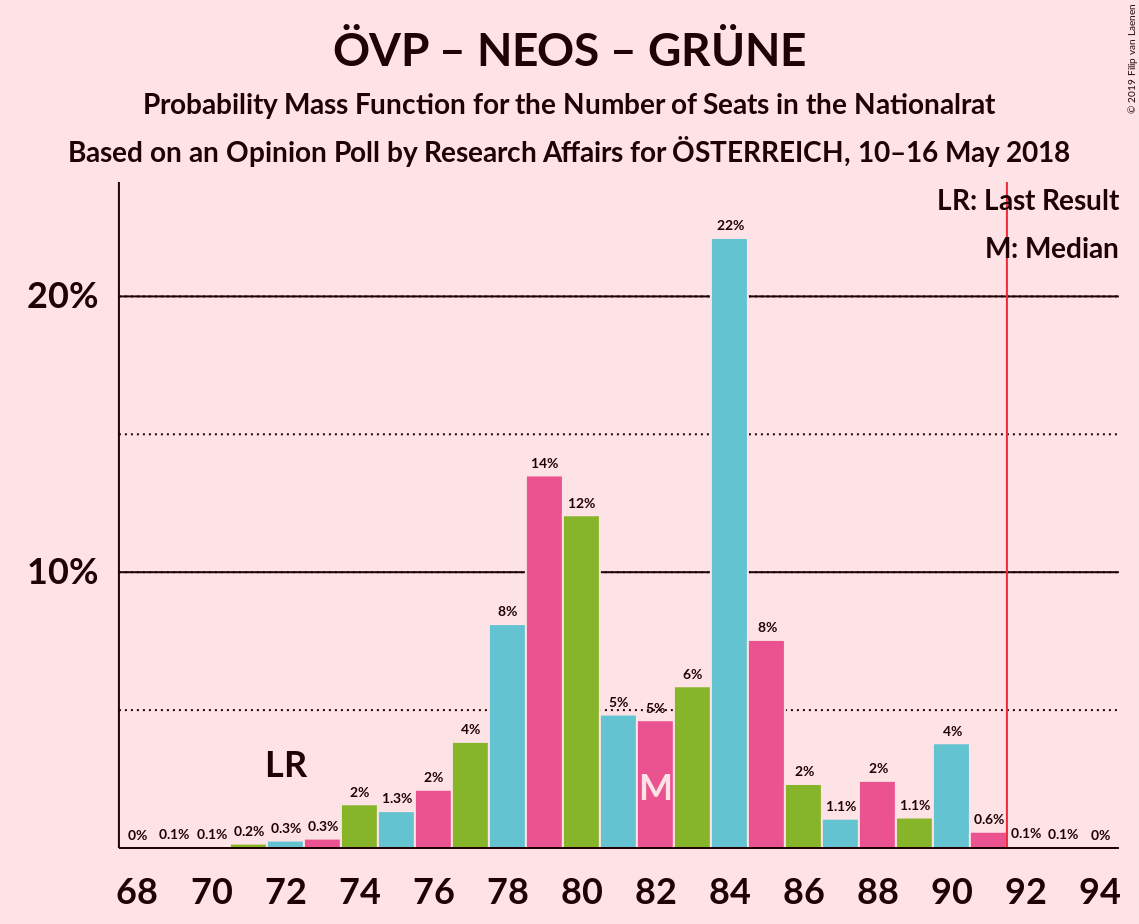 ÖVP – NEOS – GRÜNE
Probability Mass Function for the Number of Seats in the Nationalrat
Based on an Opinion Poll by Research Affairs for ÖSTERREICH, 10–16 May 2018
© 2019 Filip van Laenen
LR: Last Result
M: Median
20%
10%
0% 0.1% 0.1% 0.2% 0.3% 0.3% 2% 1.3% 2% 4% 8% 14% 12% 5% 5% 6% 22% 8% 2% 1.1% 2% 1.1% 4% 0.6% 0.1% 0.1% 0%
LR
M
68 70 72 74 76 78 80 82 84 86 88 90 92 94